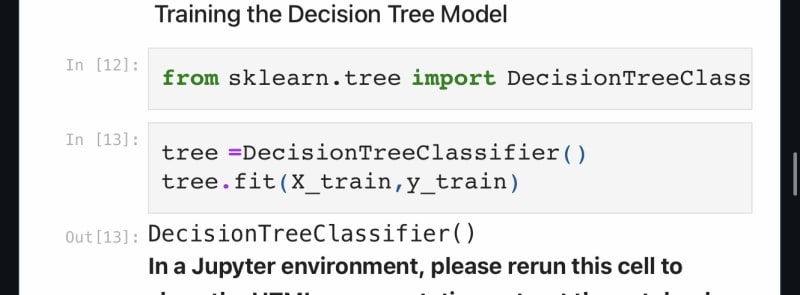 Training the Decision Tree Model
In [12]:
from sklearn.tree import DecisionTreeClass
In [13]:
tree =DecisionTreeClassifier()
tree.fit(X_train,y_train)
Out[13]: DecisionTreeClassifier()
In a Jupyter environment, please rerun this cell to